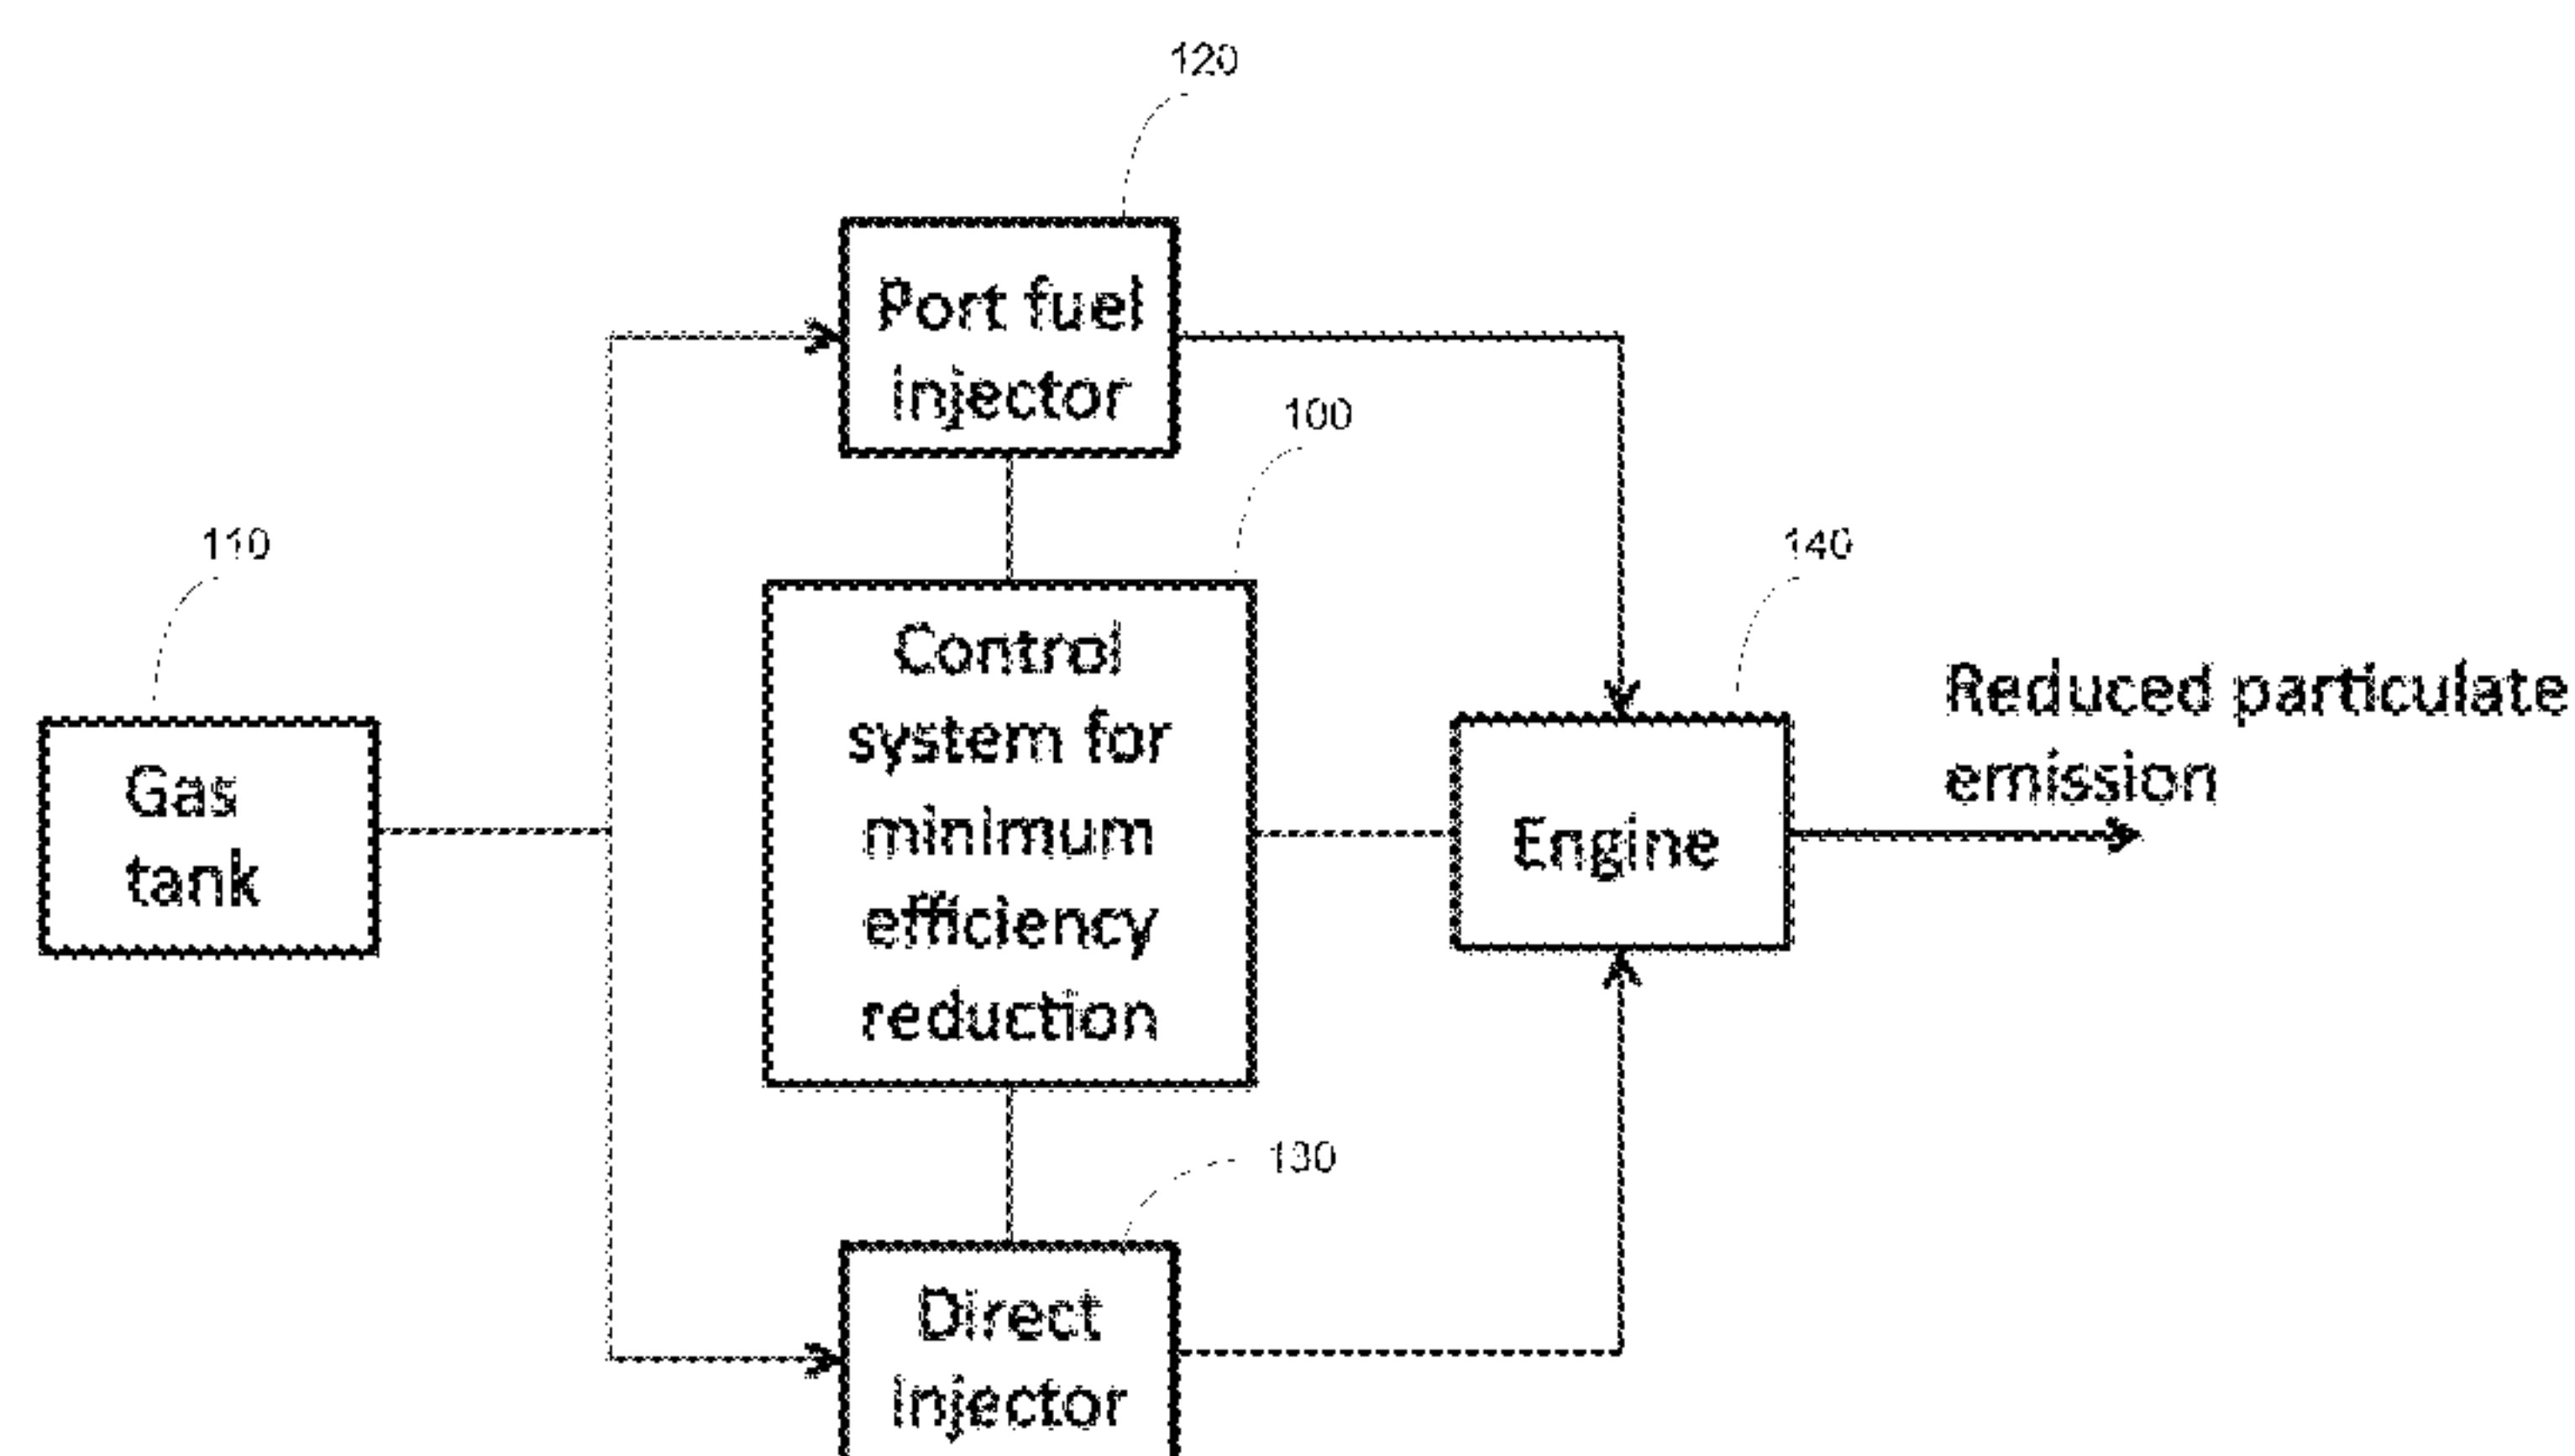 120
Port fuel
injector
100
110
140
Control
system for
minimum
efficiency
reduction
Gas
tank
Engine
Reduced particulate
emission
130
Direct
injector